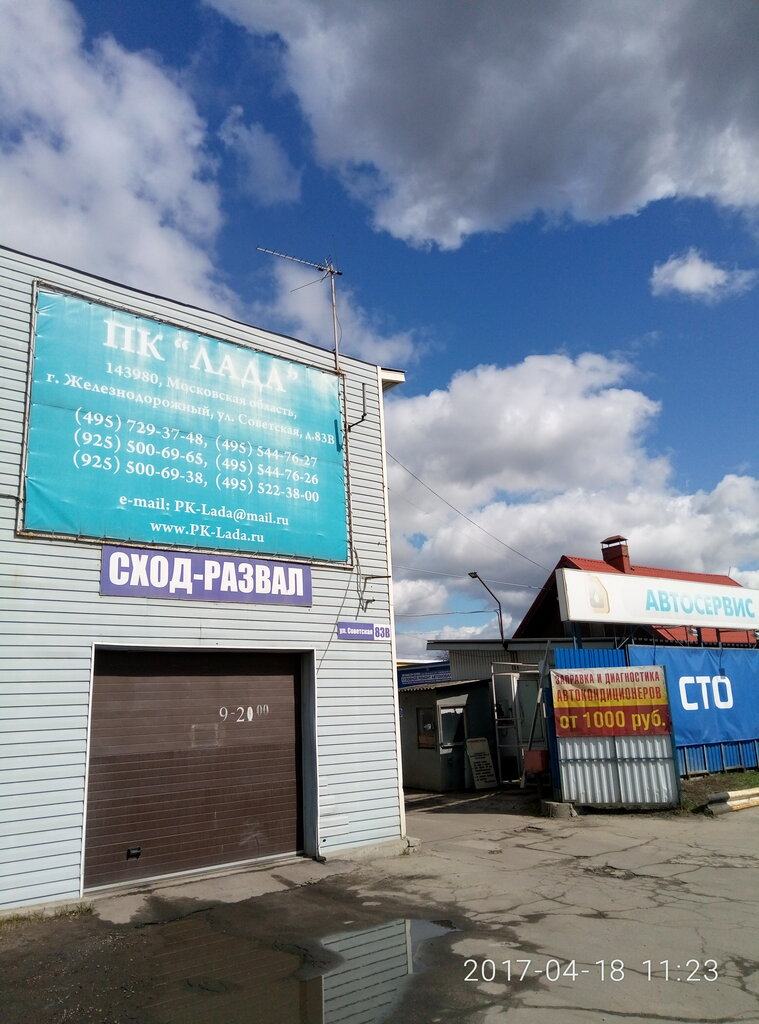 ПК "ЛАДА"
143980, Московская область,
г. Железнодорожный, ул. Советская, д.83В
(495) 729-37-48, (495) 544-76-27
(925) 500-69-65, (495) 544-76-26
(925) 500-69-38, (495) 522-38-00
e-mail: PK-Lada@mail.ru
www.PK-Lada.ru
СХОД-РАЗВАЛ
ул. Советская 83В
9-20 00
АВТОСЕРВИС
СТО
ЗАПРАВКА И ДИАГНОСТИКА
АВТОКОНДИЦИОНЕРОВ
от 1000 руб.
2017-04-18 11:23